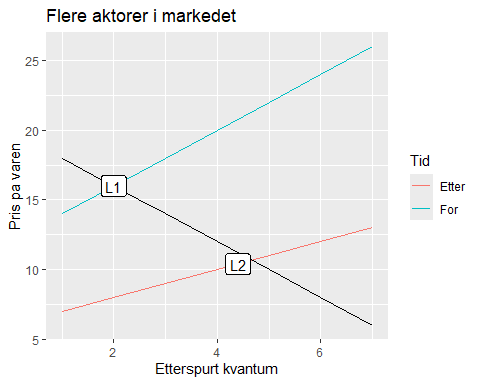 Flere aktorer i markedet
Pris pa varen
25
20
15
10
5
L1
L2
2
4
6
Etterspurt kvantum
Tid
Etter
For